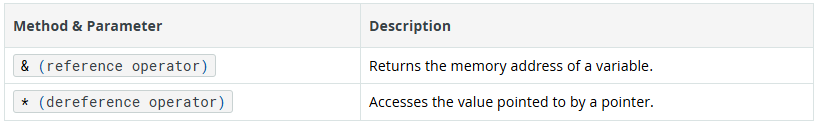 Method & Parameter Description
& (reference operator) Returns the memory address of a variable.
* (dereference operator) Accesses the value pointed to by a pointer.